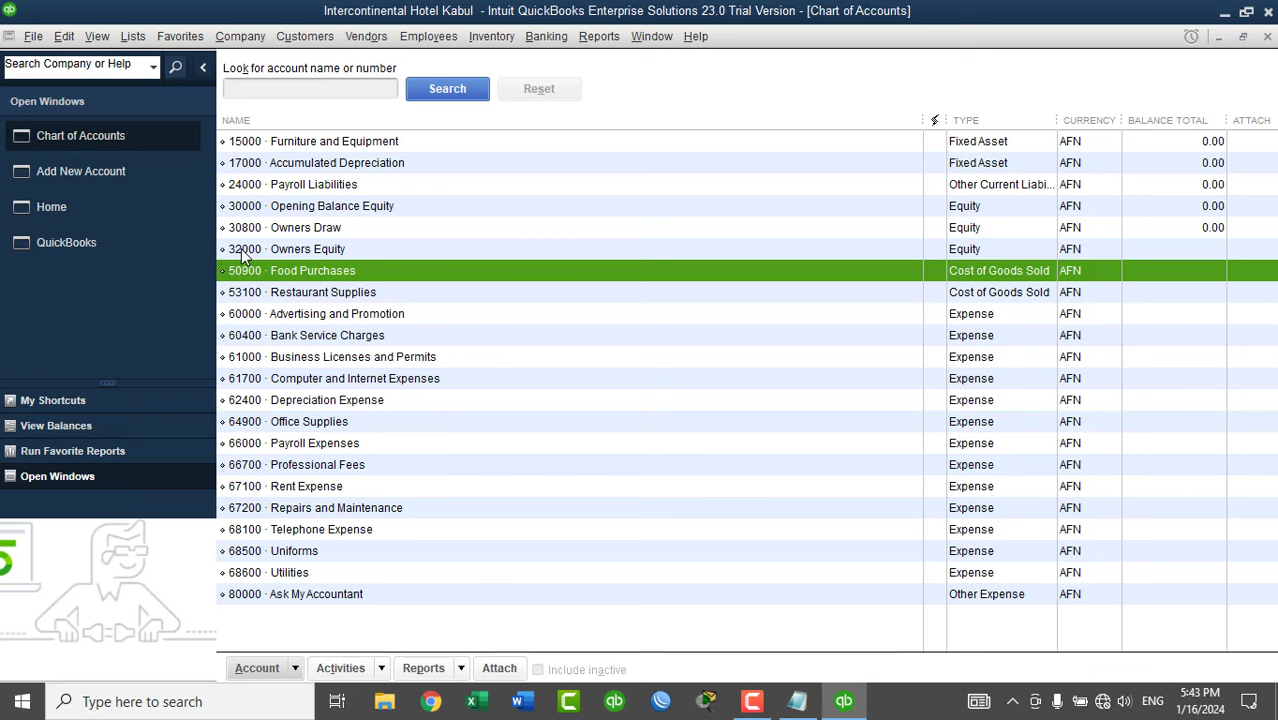 Intercontinental Hotel Kabul - Intuit QuickBooks Enterprise Solutions 23.0 Trial Version - [Chart of Accounts]
File Edit View Lists Favorites Company Customers Vendors Employees Inventory Banking Reports Window Help
Search Company or Help
Look for account name or number
Search
Reset
Open Windows
Chart of Accounts
Add New Account
Home
QuickBooks
My Shortcuts
View Balances
Run Favorite Reports
Open Windows
NAME TYPE CURRENCY BALANCE TOTAL ATTACH
15000 · Furniture and Equipment Fixed Asset AFN 0.00
17000 · Accumulated Depreciation Fixed Asset AFN 0.00
24000 · Payroll Liabilities Other Current Liabi... AFN 0.00
30000 · Opening Balance Equity Equity AFN 0.00
30800 · Owners Draw Equity AFN 0.00
32000 · Owners Equity Equity AFN
50900 · Food Purchases Cost of Goods Sold AFN
53100 · Restaurant Supplies Cost of Goods Sold AFN
60000 · Advertising and Promotion Expense AFN
60400 · Bank Service Charges Expense AFN
61000 · Business Licenses and Permits Expense AFN
61700 · Computer and Internet Expenses Expense AFN
62400 · Depreciation Expense Expense AFN
64900 · Office Supplies Expense AFN
66000 · Payroll Expenses Expense AFN
66700 · Professional Fees Expense AFN
67100 · Rent Expense Expense AFN
67200 · Repairs and Maintenance Expense AFN
68100 · Telephone Expense Expense AFN
68500 · Uniforms Expense AFN
68600 · Utilities Expense AFN
80000 · Ask My Accountant Other Expense AFN
Account Activities Reports Attach Include inactive
Type here to search
ENG
5:43 PM
1/16/2024